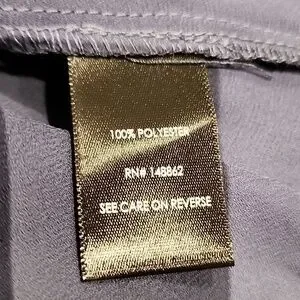 100% POLYESTER
RN# 148862
SEE CARE ON REVERSE